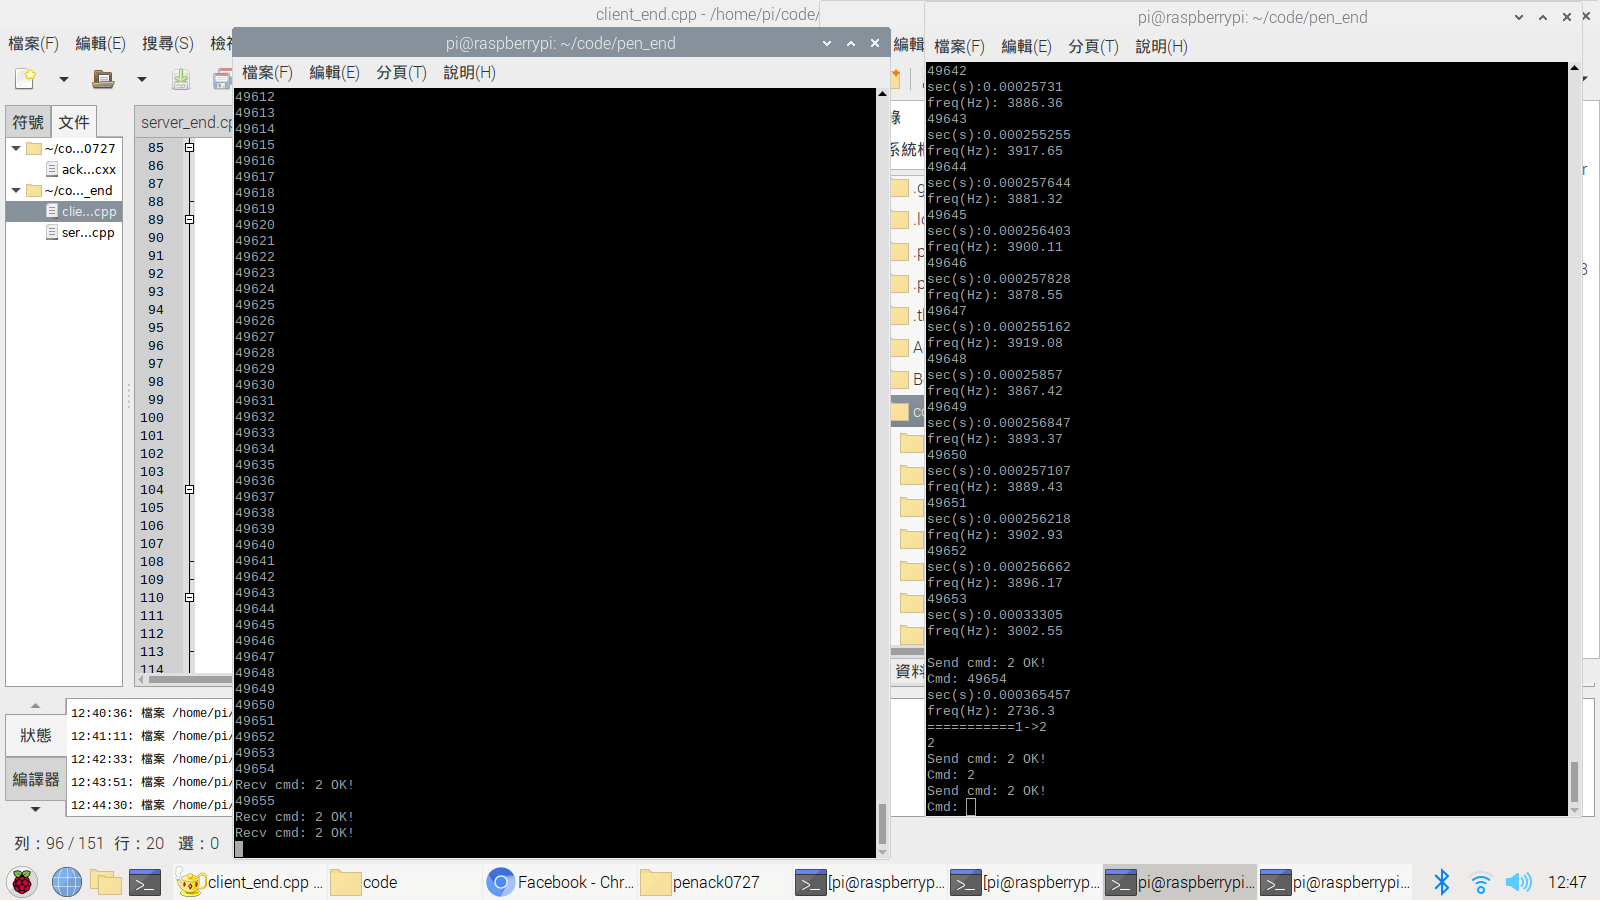 client_end.cpp - /home/pi/code/
檔案(F) 編輯(E) 搜尋(S) 檢視
符號 文件
~/co...0727
ack...cxx
~/co..._end
clie...cpp
ser...cpp
server_end.cp
85
86
87
88
89
90
91
92
93
94
95
96
97
98
99
100
101
102
103
104
105
106
107
108
109
110
111
112
113
114
狀態
編譯器
12:40:36: 檔案 /home/pi/
12:41:11: 檔案 /home/pi/
12:42:33: 檔案 /home/pi/
12:43:51: 檔案 /home/pi/
12:44:30: 檔案 /home/pi/
列：96 / 151 行：20 選：0
pi@raspberrypi: ~/code/pen_end
檔案(F) 編輯(E) 分頁(T) 說明(H)
49612
49613
49614
49615
49616
49617
49618
49619
49620
49621
49622
49623
49624
49625
49626
49627
49628
49629
49630
49631
49632
49633
49634
49635
49636
49637
49638
49639
49640
49641
49642
49643
49644
49645
49646
49647
49648
49649
49650
49651
49652
49653
49654
Recv cmd: 2 OK!
49655
Recv cmd: 2 OK!
Recv cmd: 2 OK!
編輯
錄
系統
.g
.lo
.p
.p
.tl
A
B
co
資料
pi@raspberrypi: ~/code/pen_end
檔案(F) 編輯(E) 分頁(T) 說明(H)
49642
sec(s):0.00025731
freq(Hz): 3886.36
49643
sec(s):0.000255255
freq(Hz): 3917.65
49644
sec(s):0.000257644
freq(Hz): 3881.32
49645
sec(s):0.000256403
freq(Hz): 3900.11
49646
sec(s):0.000257828
freq(Hz): 3878.55
49647
sec(s):0.000255162
freq(Hz): 3919.08
49648
sec(s):0.00025857
freq(Hz): 3867.42
49649
sec(s):0.000256847
freq(Hz): 3893.37
49650
sec(s):0.000257107
freq(Hz): 3889.43
49651
sec(s):0.000256218
freq(Hz): 3902.93
49652
sec(s):0.000256662
freq(Hz): 3896.17
49653
sec(s):0.00033305
freq(Hz): 3002.55
Send cmd: 2 OK!
Cmd: 49654
sec(s):0.000365457
freq(Hz): 2736.3
===========1->2
2
Send cmd: 2 OK!
Cmd: 2
Send cmd: 2 OK!
Cmd:
client_end.cpp ... code Facebook - Chr... penack0727 [pi@raspberryp... [pi@raspberryp... pi@raspberrypi... pi@raspberrypi... 12:47